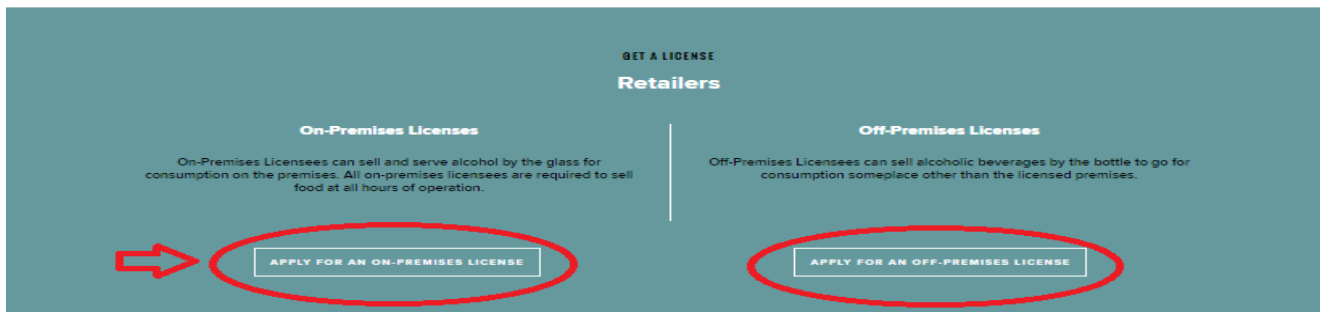 GET A LICENSE
Retailers
On-Premises Licenses
On-Premises Licensees can sell and serve alcohol by the glass for
consumption on the premises. All on-premises licensees are required to sell
food at all hours of operation.
APPLY FOR AN ON-PREMISES LICENSE
Off-Premises Licenses
Off-Premises Licensees can sell alcoholic beverages by the bottle to go for
consumption someplace other than the licensed premises.
APPLY FOR AN OFF-PREMISES LICENSE